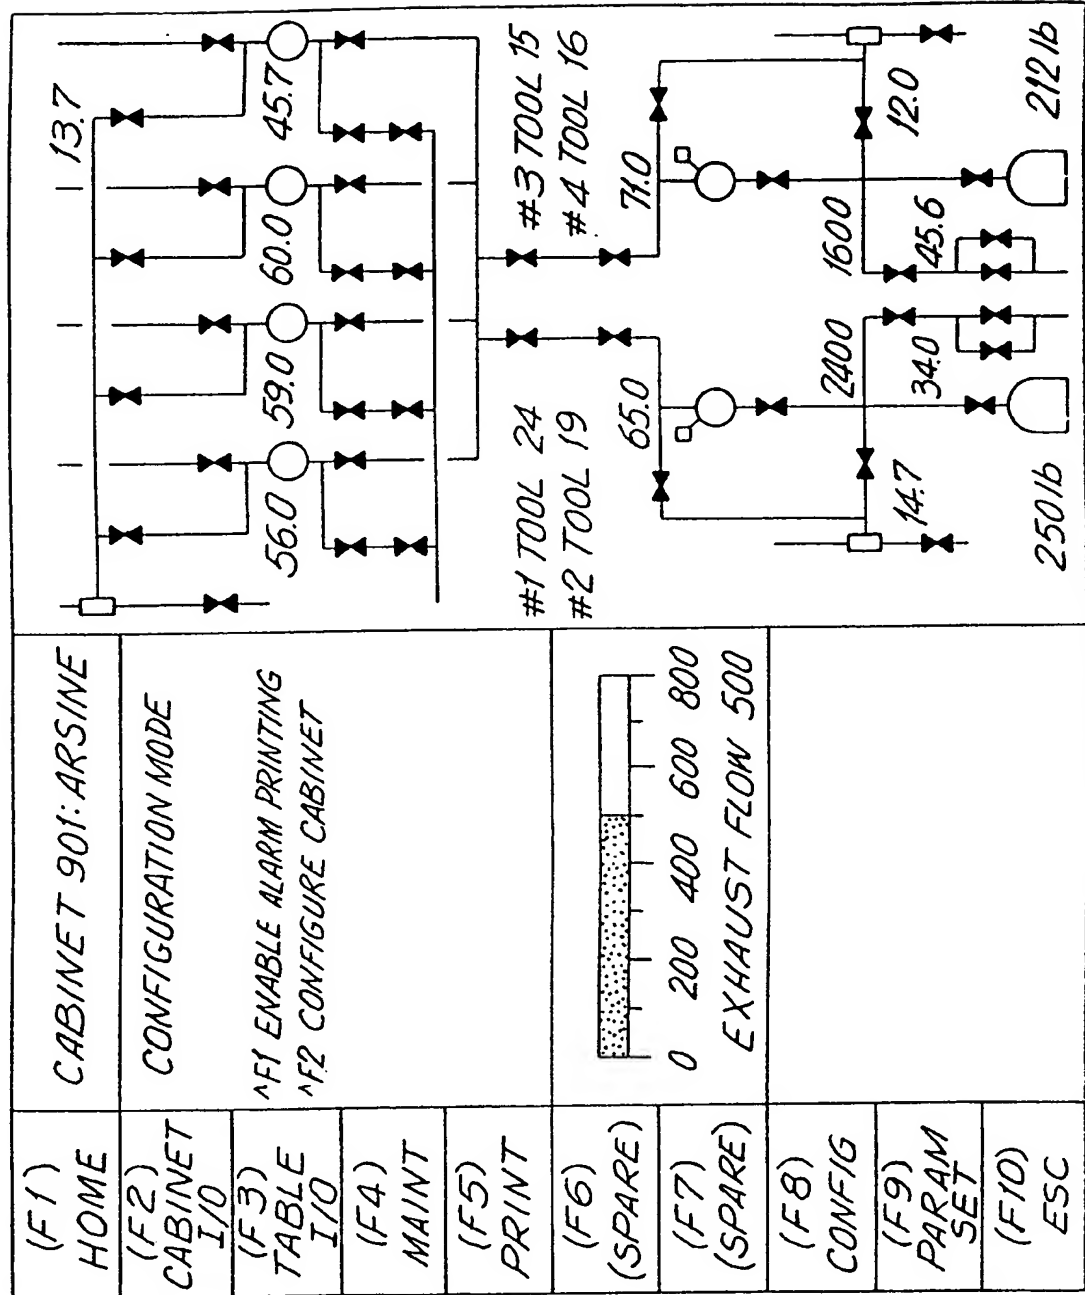 (F1)
HOME
(F2)
CABINET
I/O
(F3)
TABLE
I/O
(F4)
MAINT
(F5)
PRINT
(F6)
(SPARE)
(F7)
(SPARE)
(F8)
CONFIG
(F9)
PARAM
SET
(F10)
ESC
CABINET 901: ARSINE
CONFIGURATION MODE
^F1 ENABLE ALARM PRINTING
^F2 CONFIGURE CABINET
0 200 400 600 800
EXHAUST FLOW 500
13.7
56.0 59.0 60.0 45.7
#1 TOOL 24
#2 TOOL 19
#3 TOOL 15
#4 TOOL 16
65.0 71.0
2400 1600
14.7 34.0 45.6 12.0
250 lb 212 lb